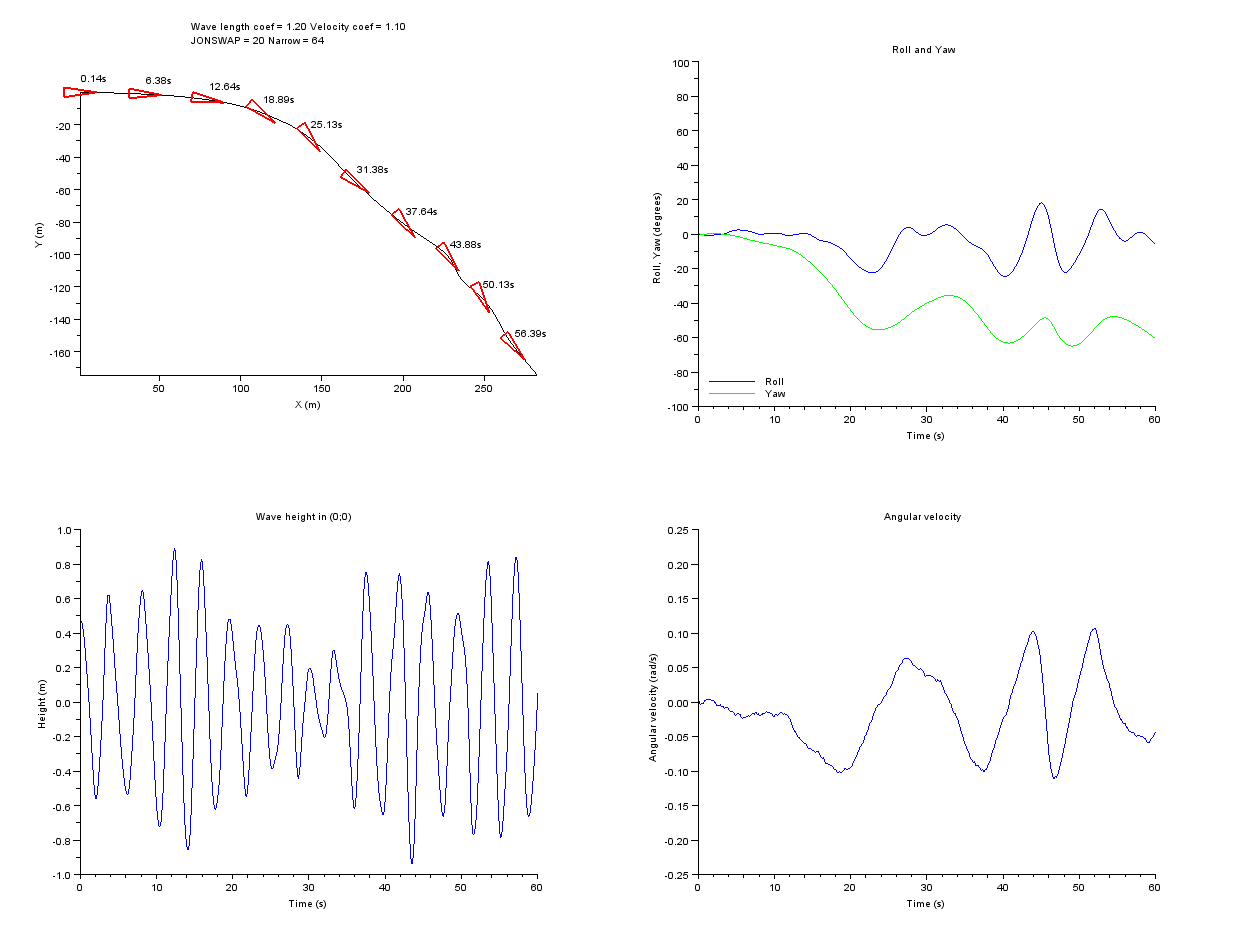 Wave length coef = 1.20 Velocity coef = 1.10
JONSWAP = 20 Narrow = 64
0.14s
6.38s
12.64s
18.89s
25.13s
31.38s
37.64s
43.88s
50.13s
56.39s
-20
-40
-60
-80
-100
-120
-140
-160
Y (m)
50
100
150
200
250
X (m)
Roll and Yaw
100
80
60
40
20
0
-20
-40
-60
-80
-100
Roll, Yaw (degrees)
Roll
Yaw
0
10
20
30
40
50
60
Time (s)
Wave height in (0;0)
1.0
0.8
0.6
0.4
0.2
0.0
-0.2
-0.4
-0.6
-0.8
-1.0
Height (m)
0
10
20
30
40
50
60
Time (s)
Angular velocity
0.25
0.20
0.15
0.10
0.05
0.00
-0.05
-0.10
-0.15
-0.20
-0.25
Angular velocity (rad/s)
0
10
20
30
40
50
60
Time (s)